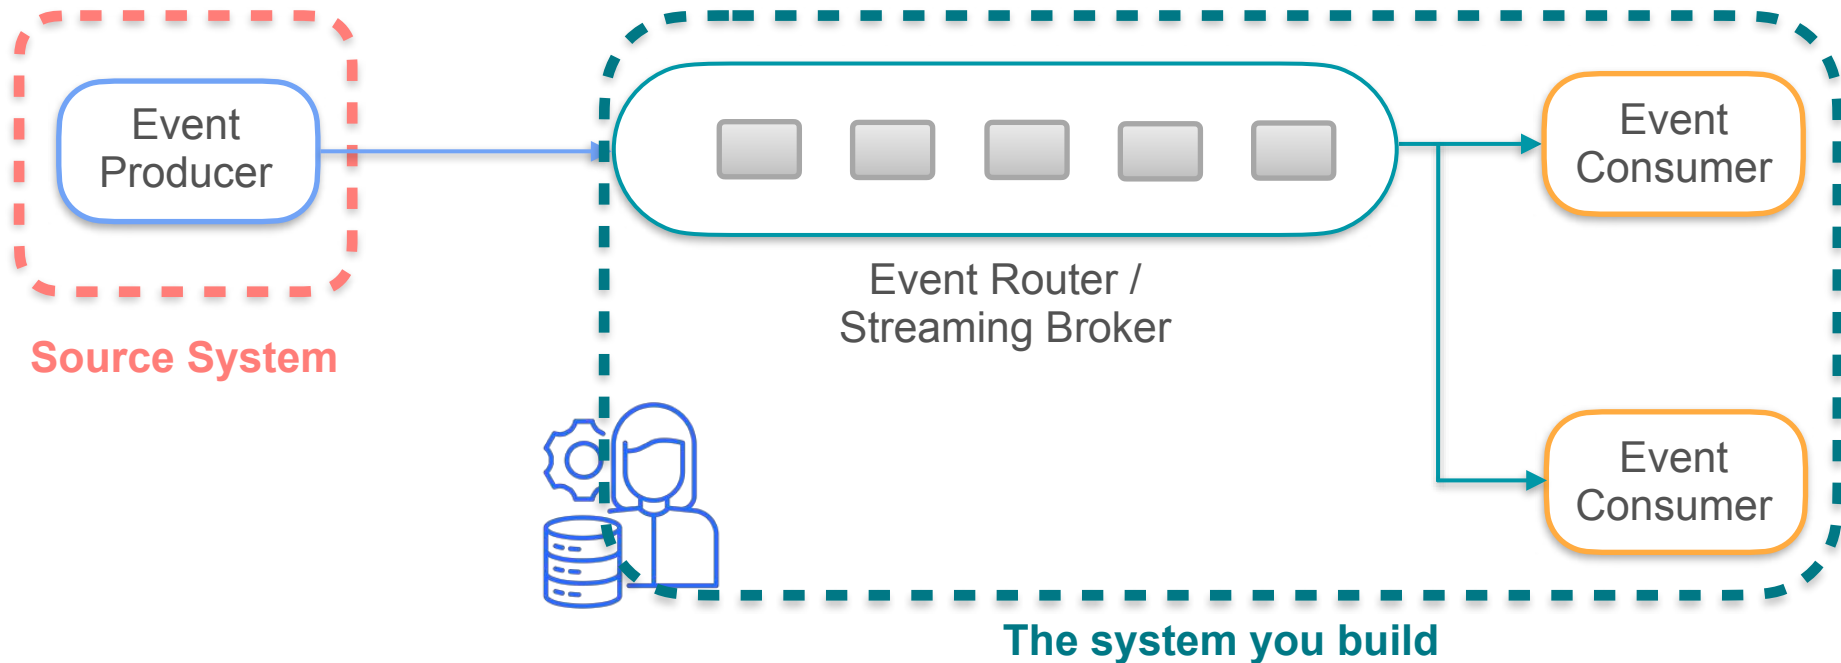 Event
Producer
Source System
Event Router /
Streaming Broker
Event
Consumer
Event
Consumer
The system you build